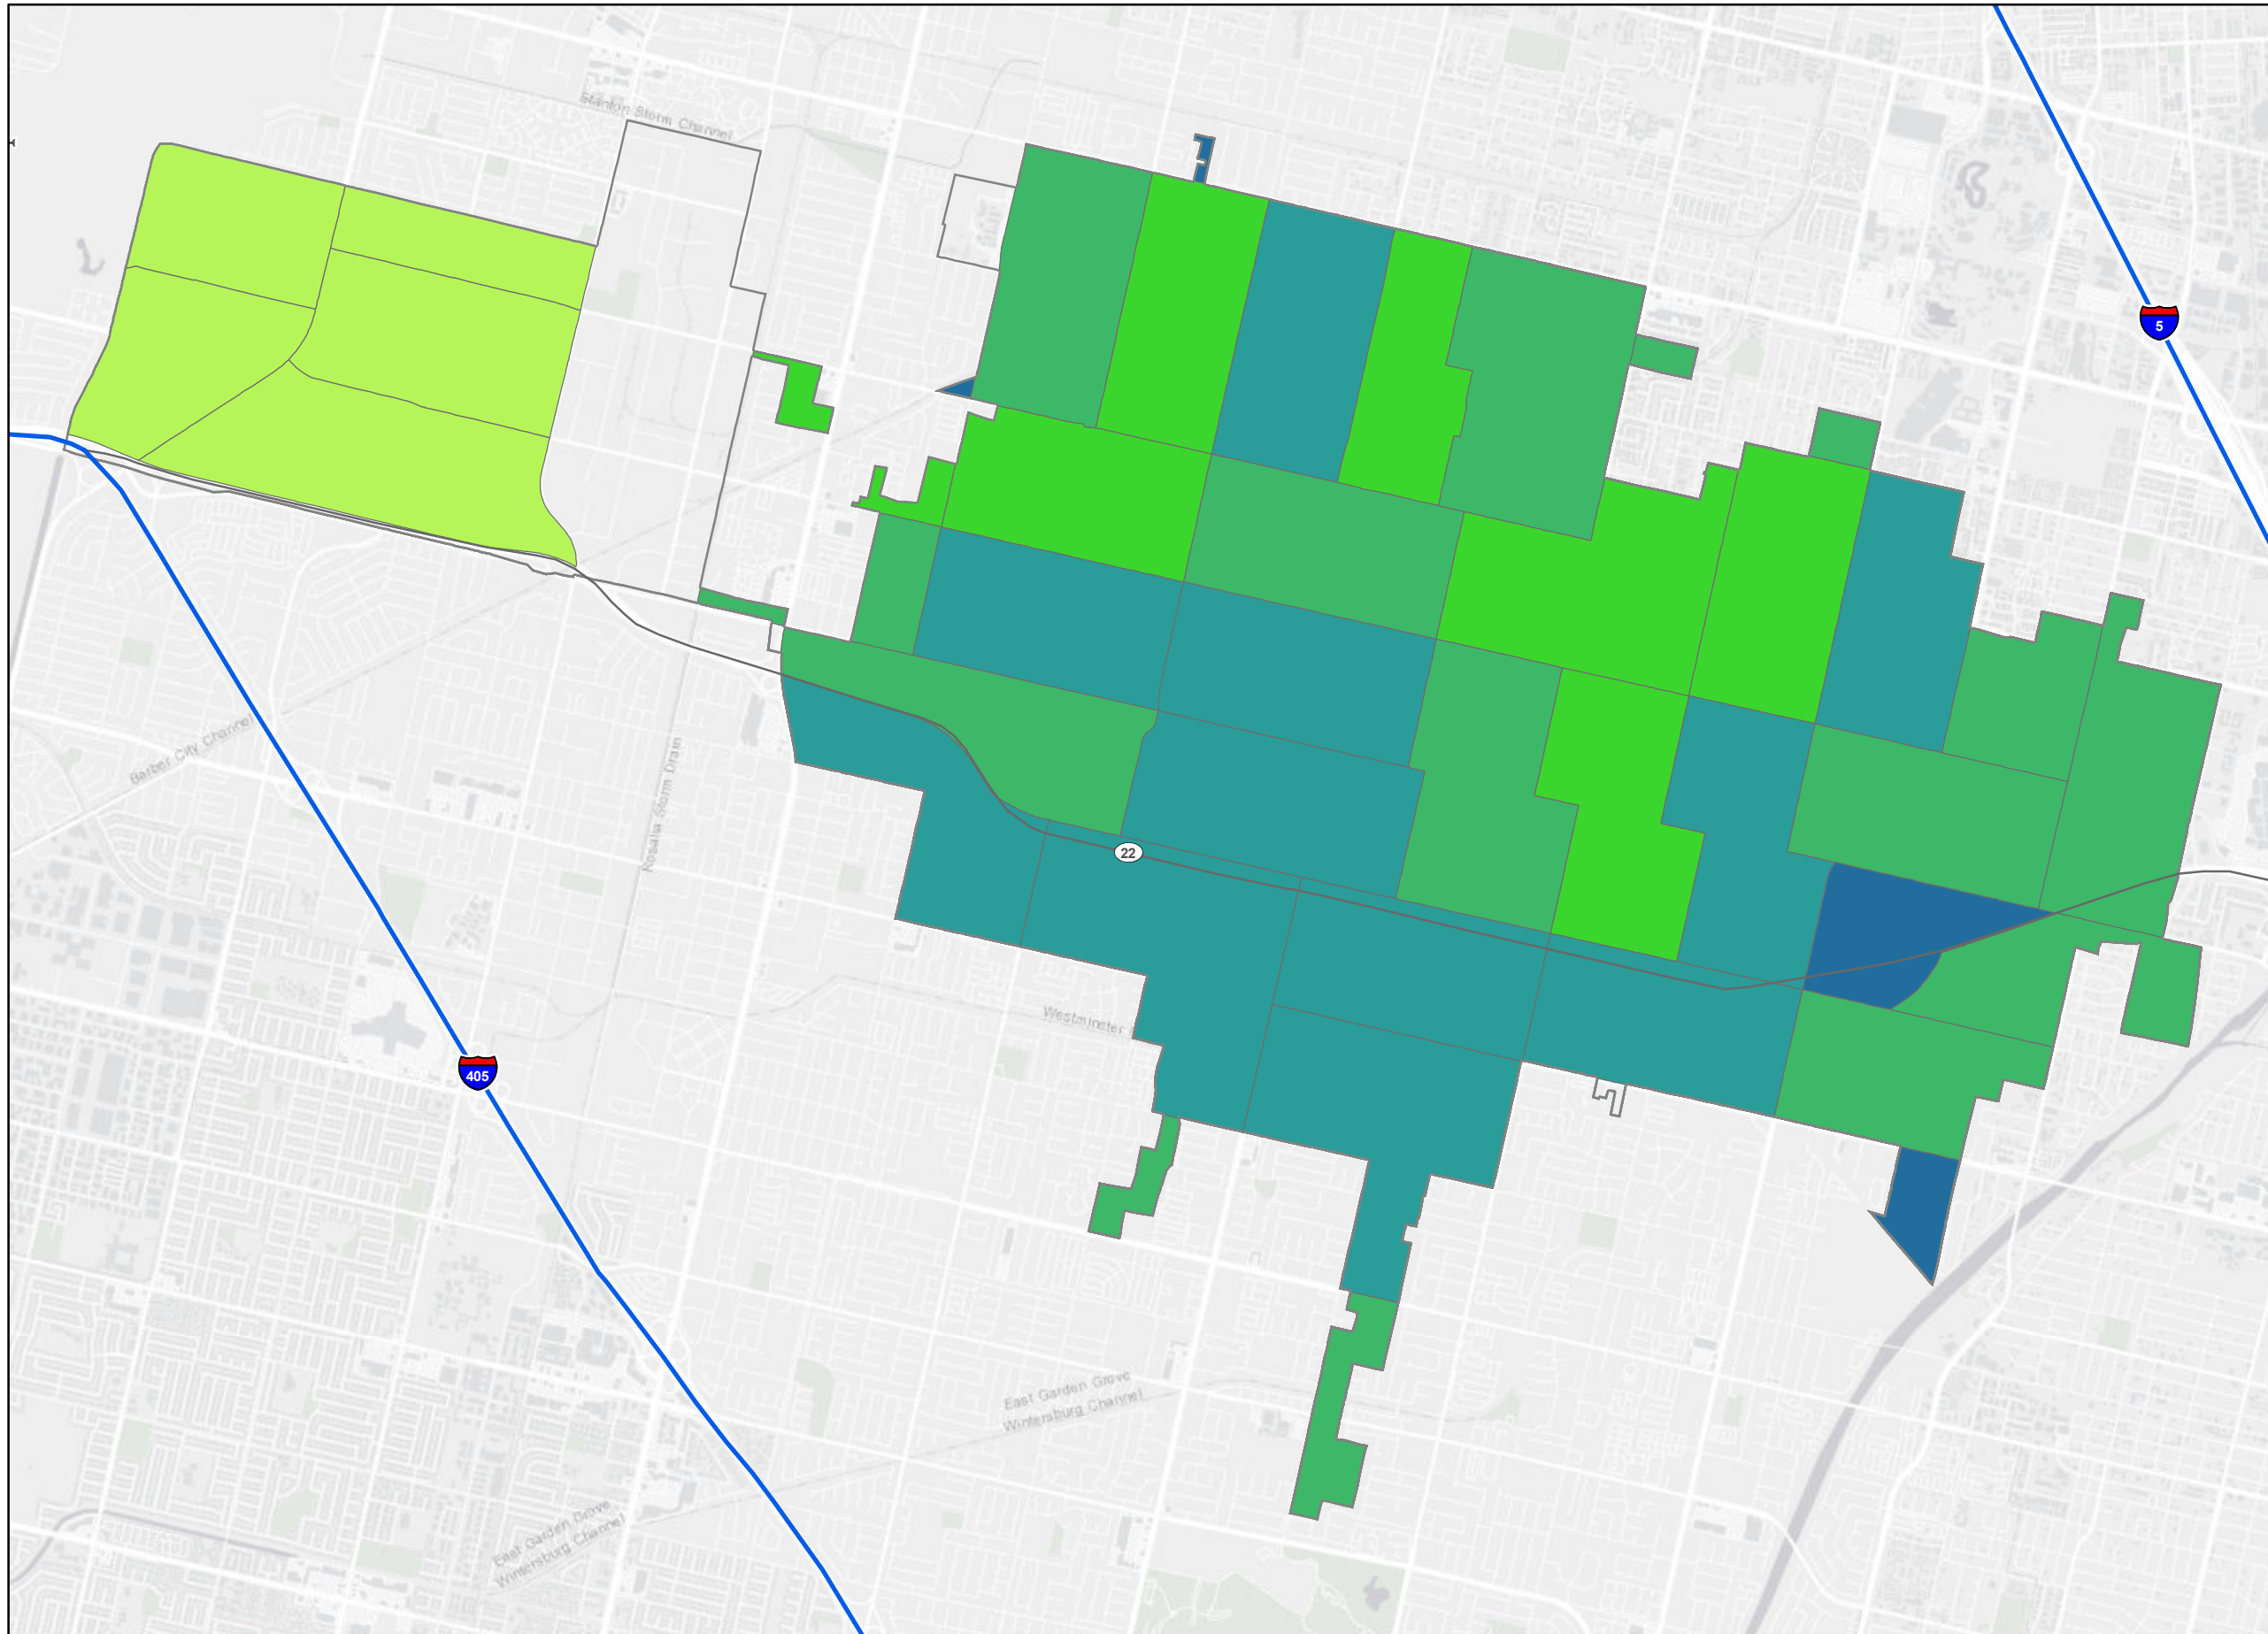 Stanton Storm Channel
5
Barber City Channel
Rosalia Storm Drain
22
Westminster
405
East Garden Grove
Wintersburg Channel
East Garden Grove
Wintersburg Channel